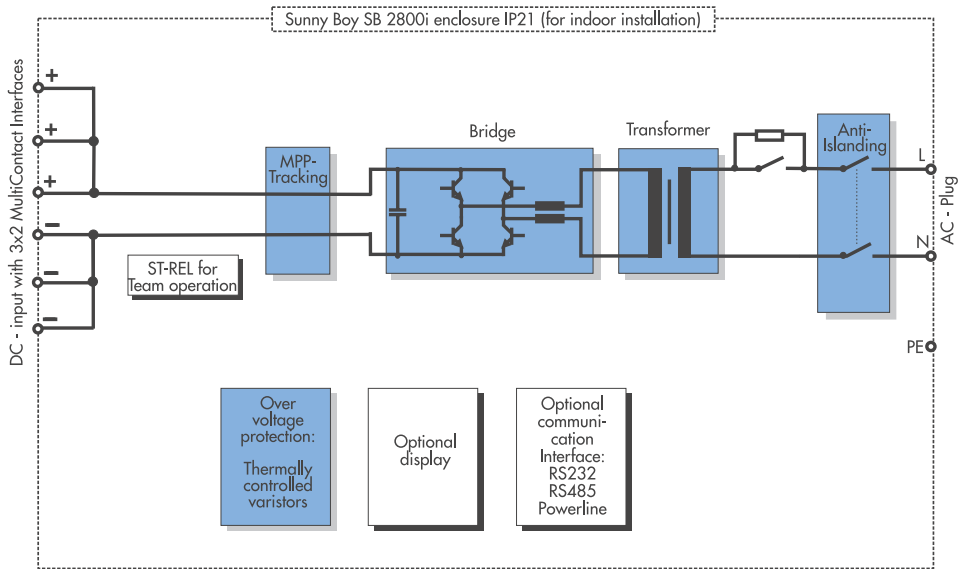 Sunny Boy SB 2800i enclosure IP21 (for indoor installation)
DC - input with 3x2 MultiContact Interfaces
+
+
+
−
−
−
MPP-
Tracking
Bridge
Transformer
Anti-
Islanding
L
N
AC - Plug
PE
ST-REL for
Team operation
Over
voltage
protection:
Thermally
controlled
varistors
Optional
display
Optional
communi-
cation
Interface:
RS232
RS485
Powerline